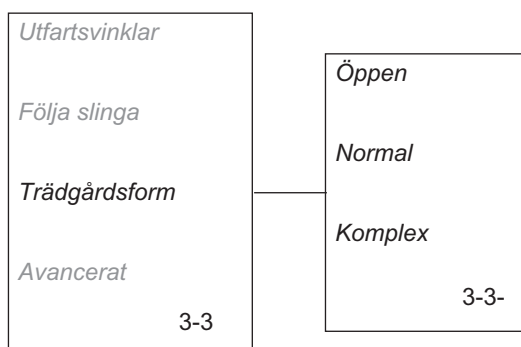 Utfartsvinklar
Följa slinga
Trädgårdsform
Avancerat
3-3
Öppen
Normal
Komplex
3-3-